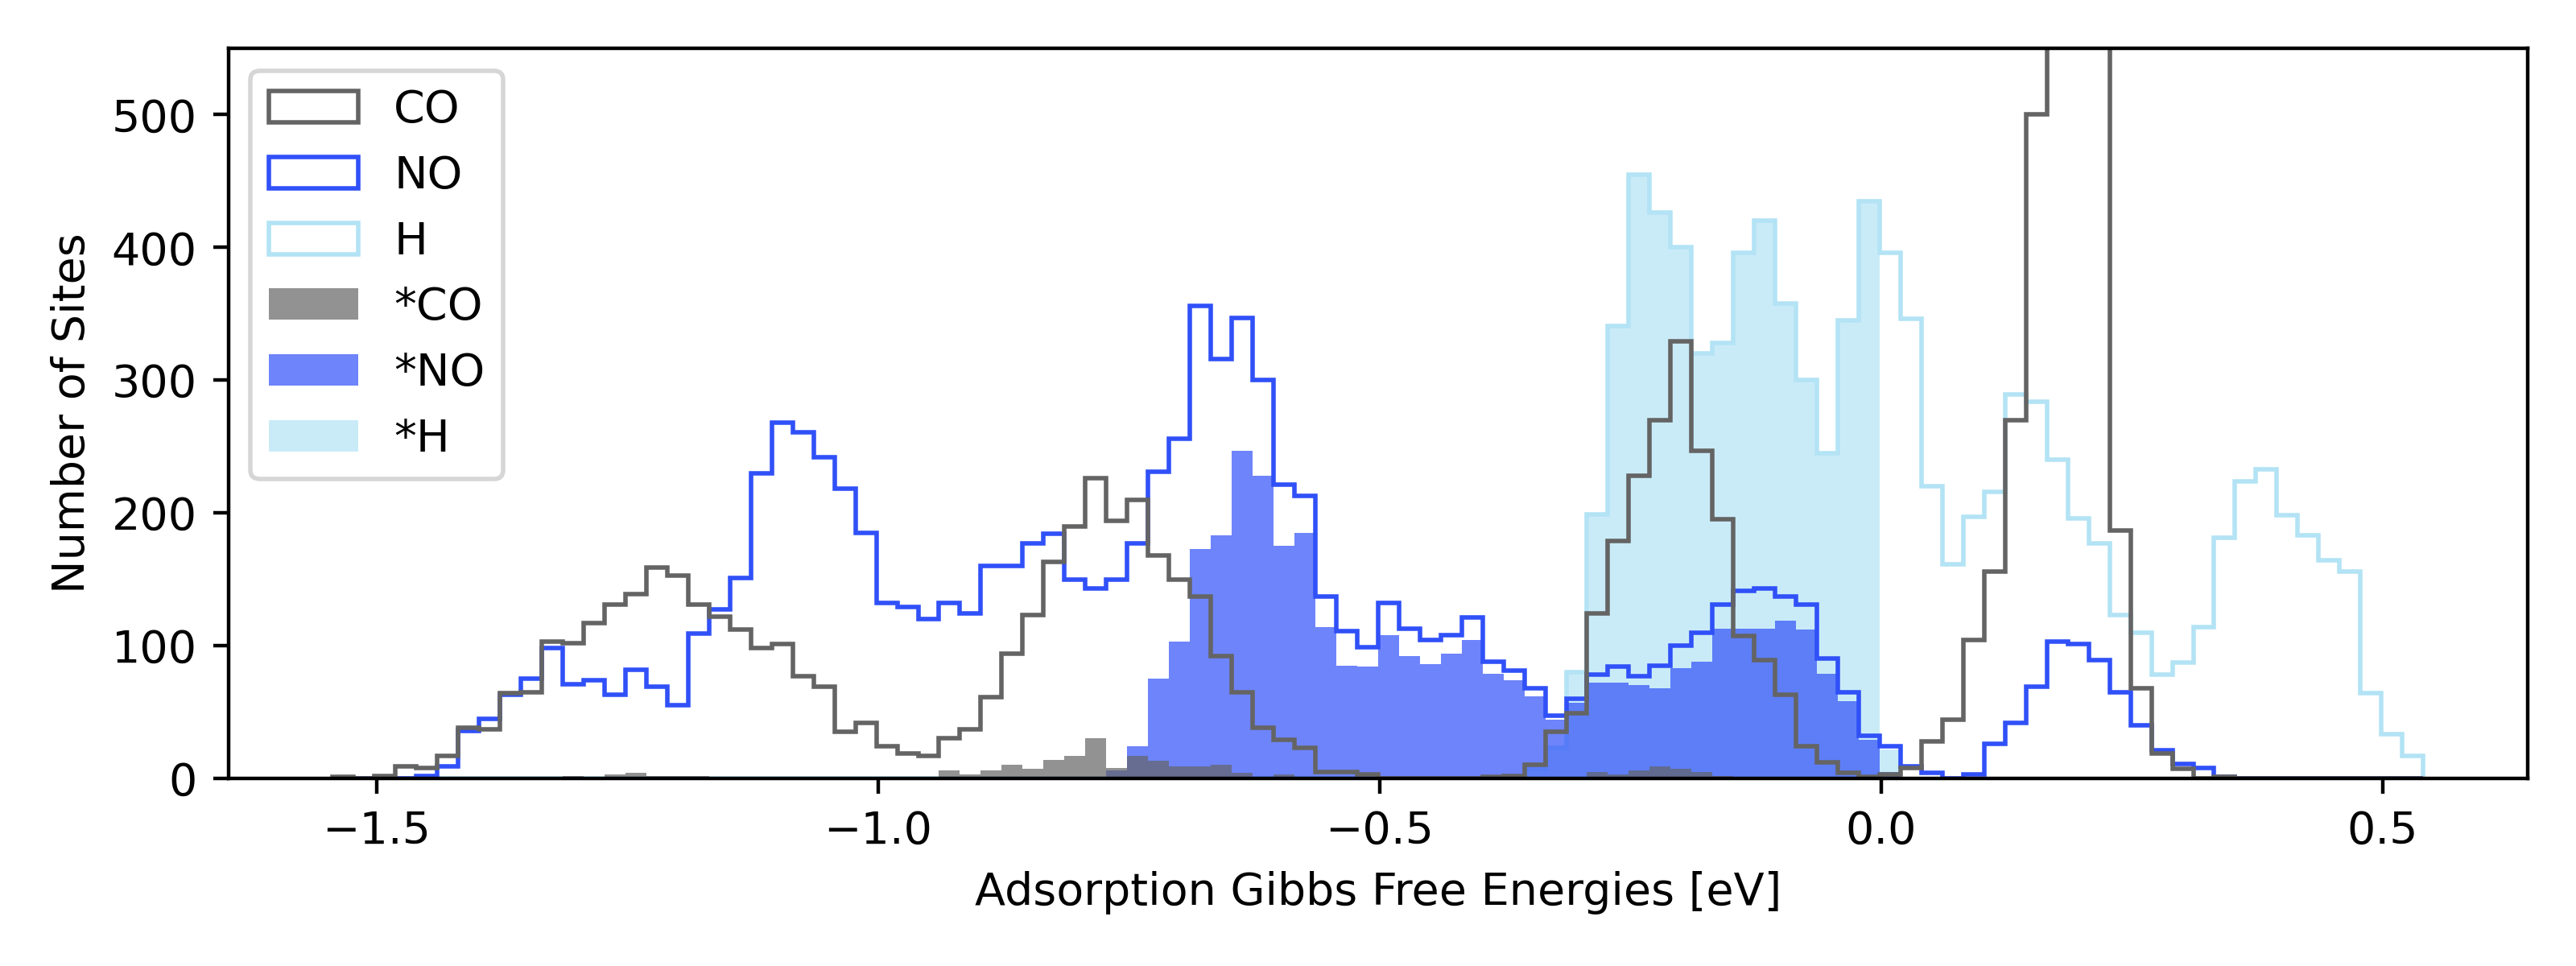 CO
NO
H
*CO
*NO
*H
Number of Sites
500
400
300
200
100
0
−1.5
−1.0
−0.5
0.0
0.5
Adsorption Gibbs Free Energies [eV]